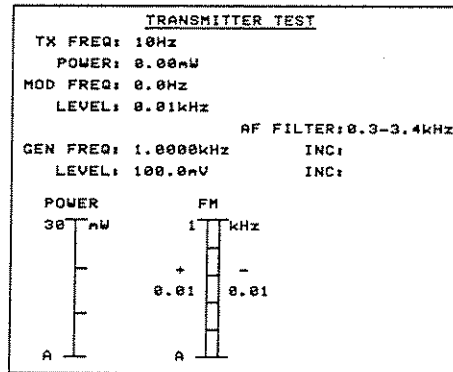 TRANSMITTER TEST
TX FREQ: 10Hz
POWER: 0.00mW
MOD FREQ: 0.0Hz
LEVEL: 0.01kHz
AF FILTER:0.3-3.4kHz
GEN FREQ: 1.0000kHz INC:
LEVEL: 100.0mV INC:
POWER FM
30 mW 1 kHz
+ -
0.01 0.01
A A